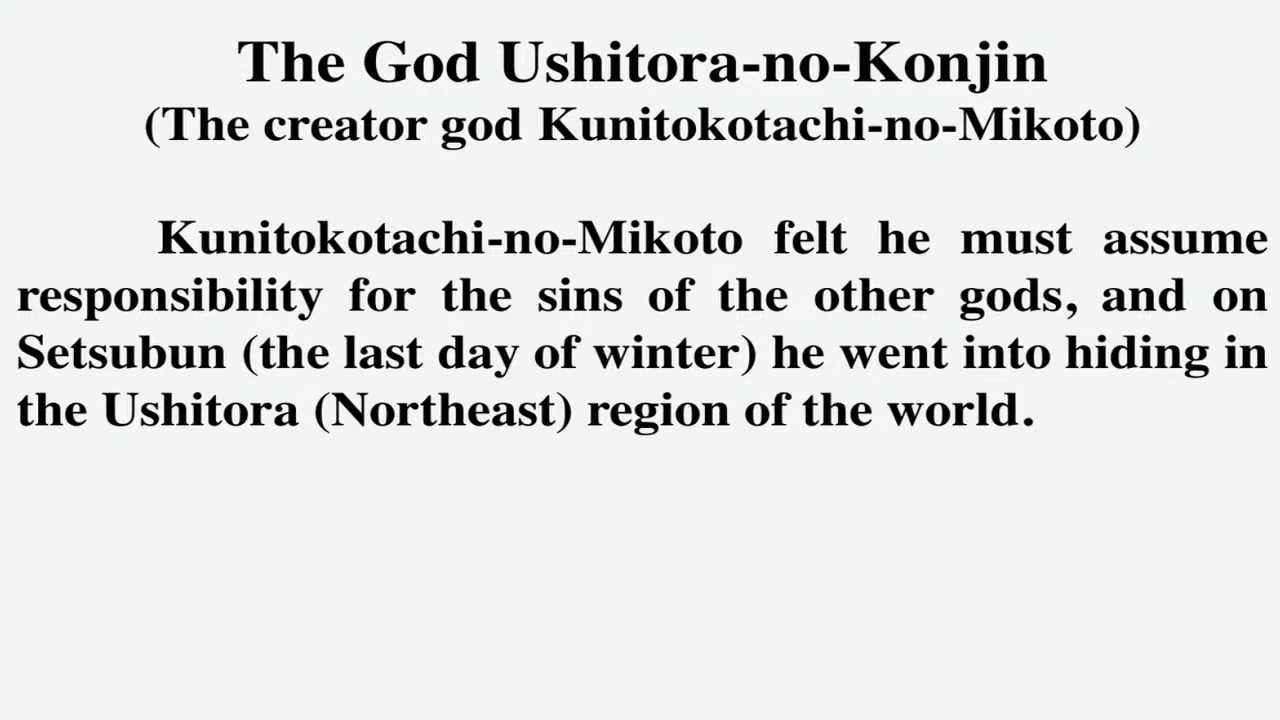 The God Ushitora-no-Konjin
(The creator god Kunitokotachi-no-Mikoto)
Kunitokotachi-no-Mikoto felt he must assume
responsibility for the sins of the other gods, and on
Setsubun (the last day of winter) he went into hiding in
the Ushitora (Northeast) region of the world.